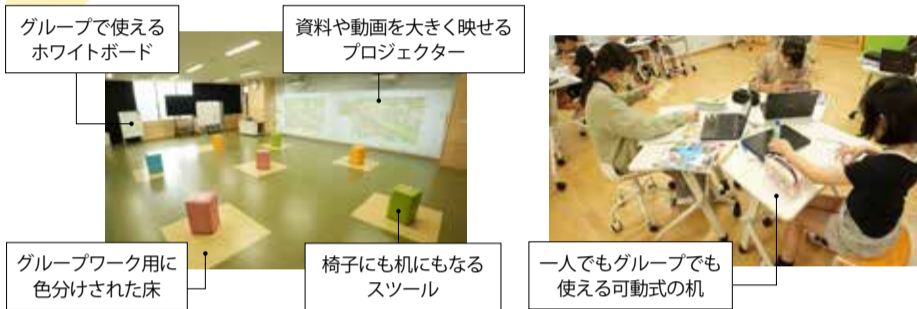 グループで使える
ホワイトボード
資料や動画を大きく映せる
プロジェクター
グループワーク用に
色分けされた床
椅子にも机にもなる
スツール
一人でもグループでも
使える可動式の机